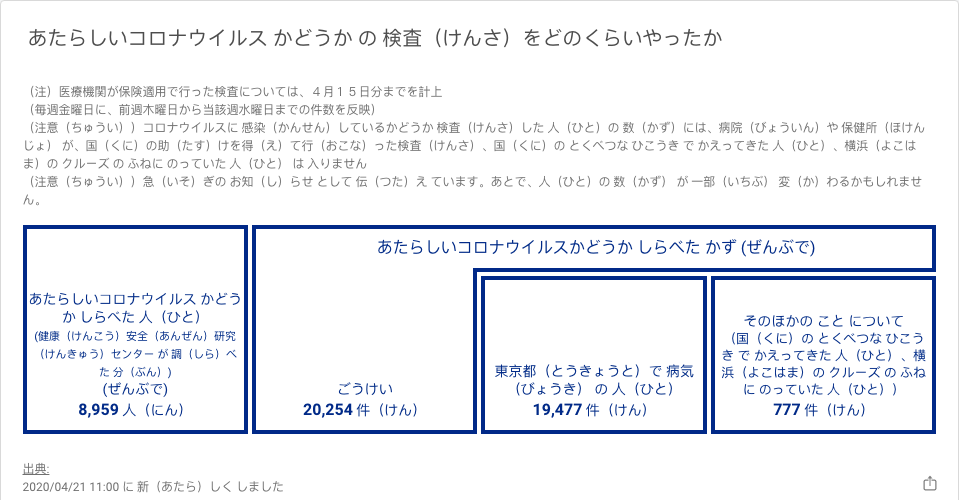 あたらしいコロナウイルス かどうか の 検査（けんさ）をどのくらいやったか
（注）医療機関が保険適用で行った検査については、４月１５日分までを計上
（毎週金曜日に、前週木曜日から当該週水曜日までの件数を反映）
（注意（ちゅうい））コロナウイルスに 感染（かんせん）しているかどうか 検査（けんさ）した 人（ひと）の 数（かず）には、病院（びょういん）や 保健所（ほけん
じょ） が、国（くに）の助（たす）けを得（え）て 行（おこな）った検査（けんさ）、国（くに）の とくべつな ひこうき で かえってきた 人（ひと）、横浜（よこは
ま）の クルーズ の ふねに のっていた 人（ひと） は 入りません
（注意（ちゅうい））急（いそ）ぎの お知（し）らせ として 伝（つた）え ています。あとで、人（ひと）の 数（かず） が 一部（いちぶ） 変（か）わるかもしれませ
ん。
あたらしいコロナウイルス かどう
か しらべた 人（ひと）
(健康（けんこう）安全（あんぜん）研究
（けんきゅう）センター が 調（しら）べ
た 分（ぶん））
(ぜんぶで)
8,959 人（にん）
あたらしいコロナウイルスかどうか しらべた かず (ぜんぶで)
ごうけい
20,254 件（けん）
東京都（とうきょうと）で 病気
（びょうき） の 人（ひと）
19,477 件（けん）
そのほかの こと について
（国（くに）の とくべつな ひこう
き で かえってきた 人（ひと）、横
浜（よこはま）の クルーズ の ふね
に のっていた 人（ひと））
777 件（けん）
出典:
2020/04/21 11:00 に 新（あたら）しく しました